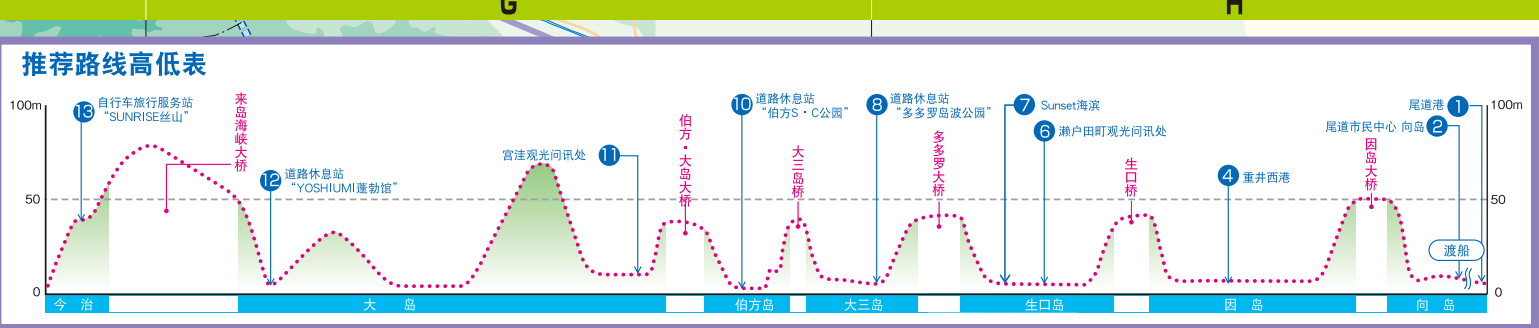 G
H
推荐路线高低表
100m
50
0
13 自行车旅行服务站
“SUNRISE丝山”
来岛海峡大桥
12 道路休息站
“YOSHIUMI蓬勃馆”
宫洼观光问讯处 11
伯方・大岛大桥
10 道路休息站
“伯方S・C公园”
大三岛桥
8 道路休息站
“多多罗岛波公园”
多多罗大桥
7 Sunset海滨
6 濑户田町观光问讯处
生口桥
4 重井西港
因岛大桥
尾道港 1
尾道市民中心 向岛 2
渡船
100m
50
0
今 治
大 岛
伯方岛
大三岛
生口岛
因 岛
向 岛